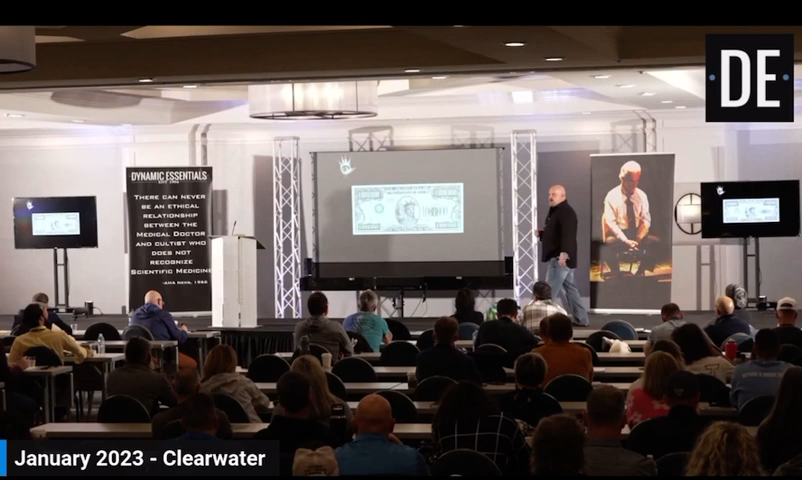 DE
DYNAMIC ESSENTIALS
THERE CAN NEVER
BE AN ETHICAL
RELATIONSHIP
BETWEEN THE
MEDICAL DOCTOR
AND CULTIST WHO
DOES NOT
RECOGNIZE
SCIENTIFIC MEDICINE
January 2023 - Clearwater